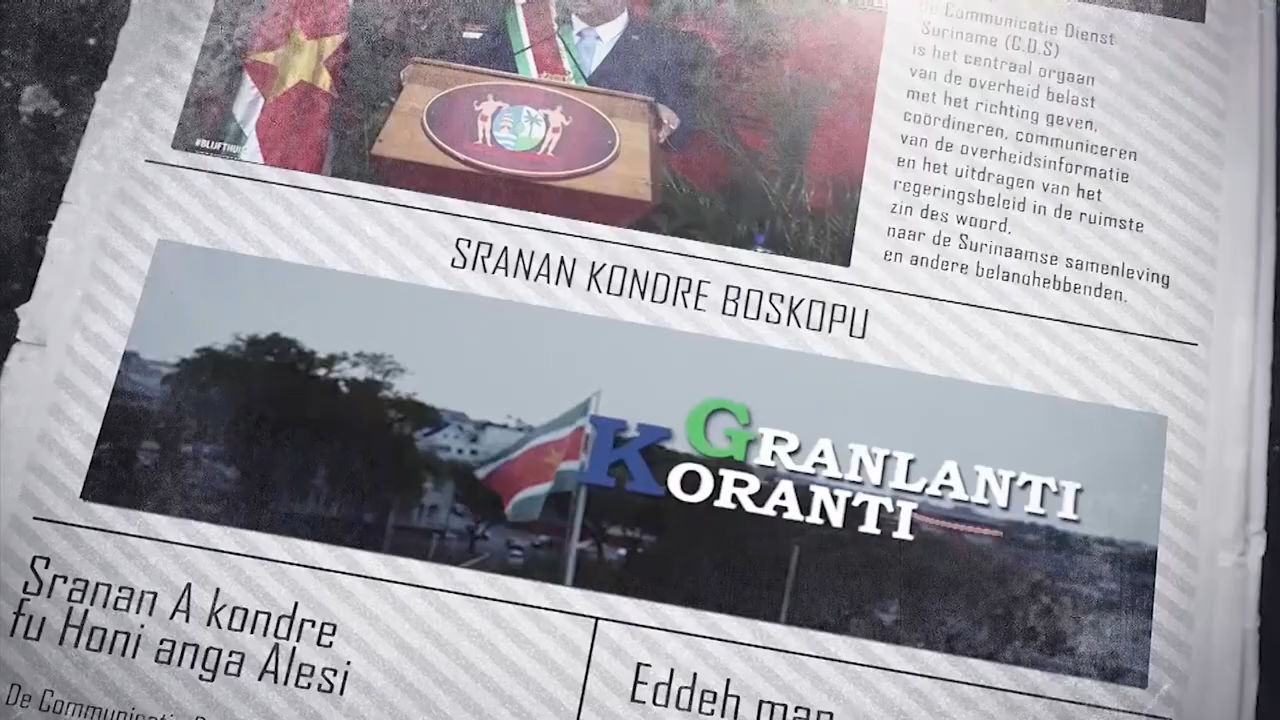 De Communicatie Dienst
Suriname (C.D.S)
is het centraal orgaan
van de overheid belast
met het richting geven,
coördineren, communiceren
van de overheidsinformatie
en het uitdragen van het
regeringsbeleid in de ruimste
zin des woord,
naar de Surinaamse samenleving
en andere belanghebbenden.
SRANAN KONDRE BOSKOPU
GRANLANTI
KORANTI
Sranan A kondre
fu Honi anga Alesi
Eddeh man
De